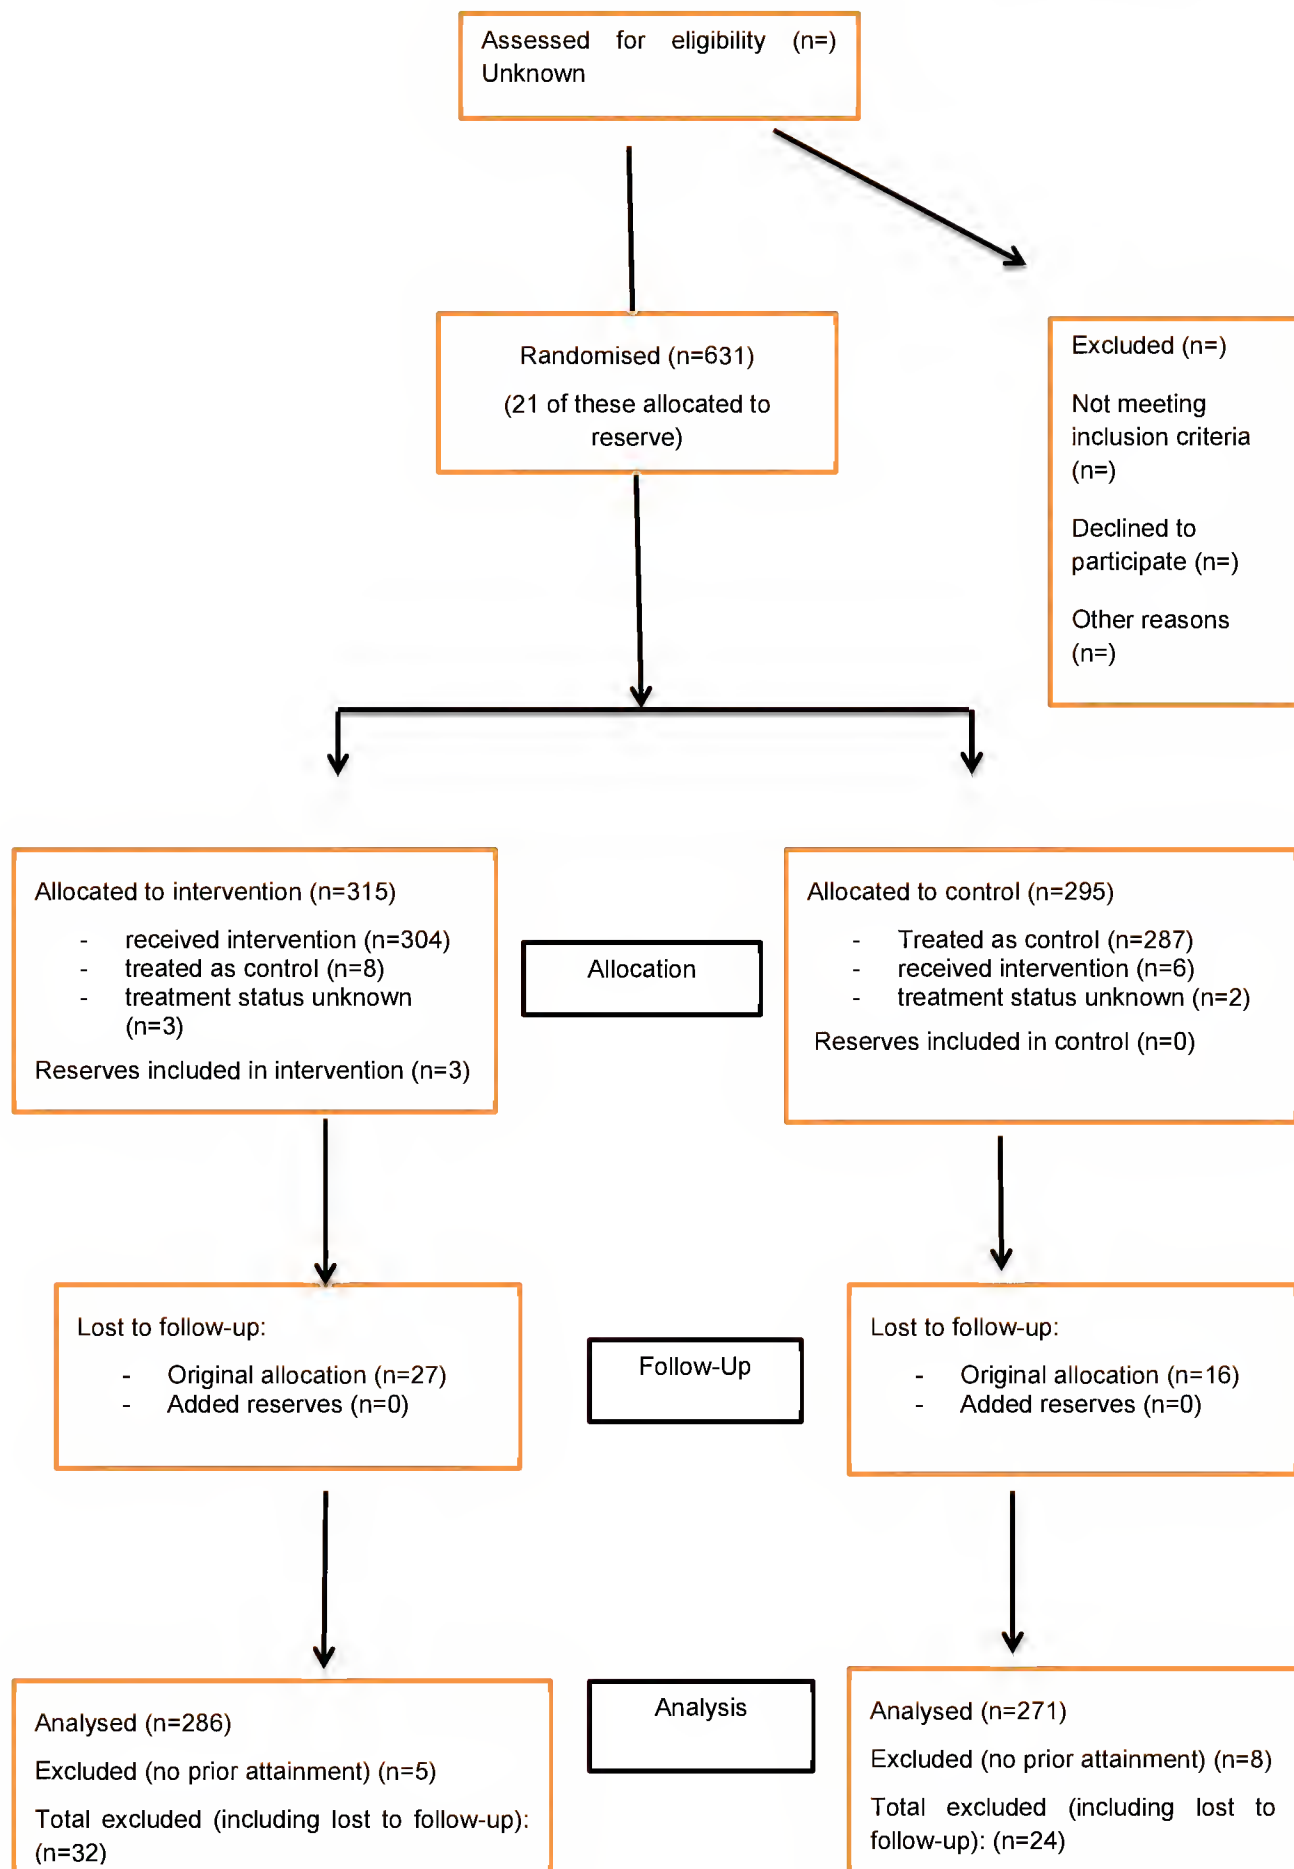 Assessed for eligibility (n=)
Unknown
Randomised (n=631)
(21 of these allocated to
reserve)
Excluded (n=)
Not meeting
inclusion criteria
(n=)
Declined to
participate (n=)
Other reasons
(n=)
Allocated to intervention (n=315)
- received intervention (n=304)
- treated as control (n=8)
- treatment status unknown
(n=3)
Reserves included in intervention (n=3)
Allocation
Allocated to control (n=295)
- Treated as control (n=287)
- received intervention (n=6)
- treatment status unknown (n=2)
Reserves included in control (n=0)
Lost to follow-up:
- Original allocation (n=27)
- Added reserves (n=0)
Follow-Up
Lost to follow-up:
- Original allocation (n=16)
- Added reserves (n=0)
Analysed (n=286)
Excluded (no prior attainment) (n=5)
Total excluded (including lost to follow-up):
(n=32)
Analysis
Analysed (n=271)
Excluded (no prior attainment) (n=8)
Total excluded (including lost to
follow-up): (n=24)